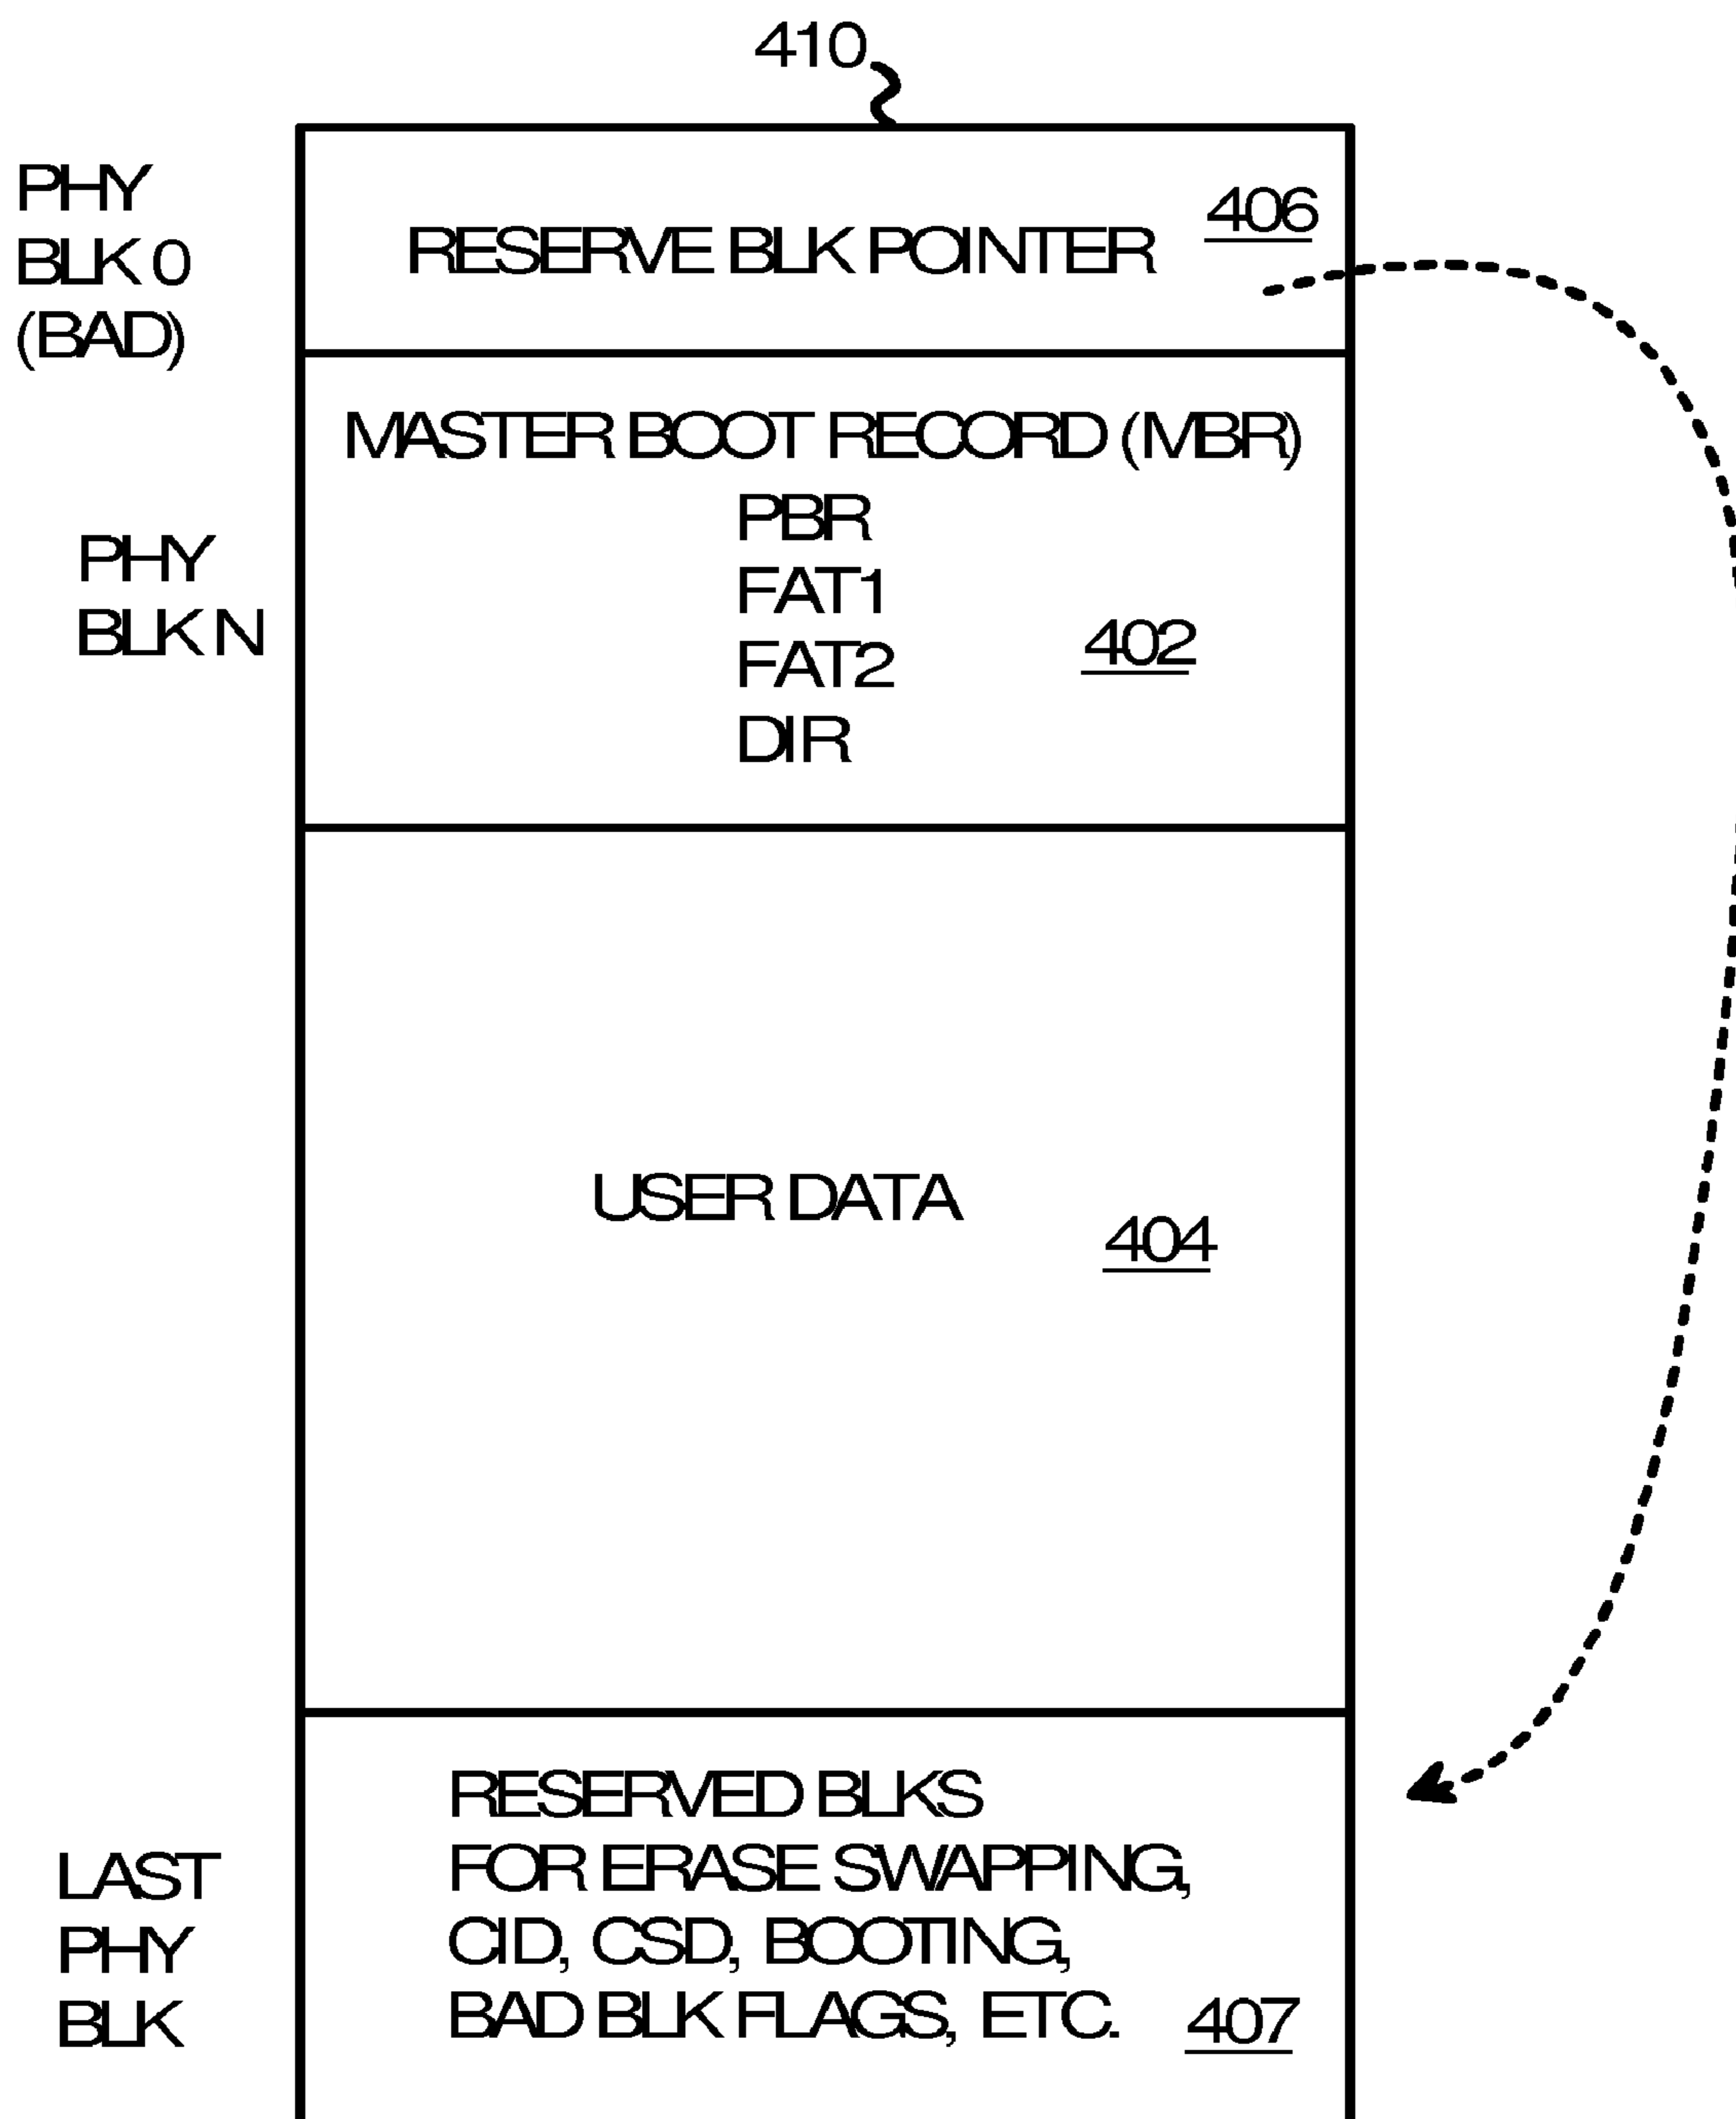 410
PHY
BLK 0
(BAD)
RESERVE BLK POINTER
406
MASTER BOOT RECORD (MBR)
PBR
FAT1
FAT2
DIR
PHY
BLK N
402
USER DATA
404
RESERVED BLKS
FOR ERASE SWAPPING,
CID, CSD, BOOTING,
BAD BLK FLAGS, ETC.
407
LAST
PHY
BLK